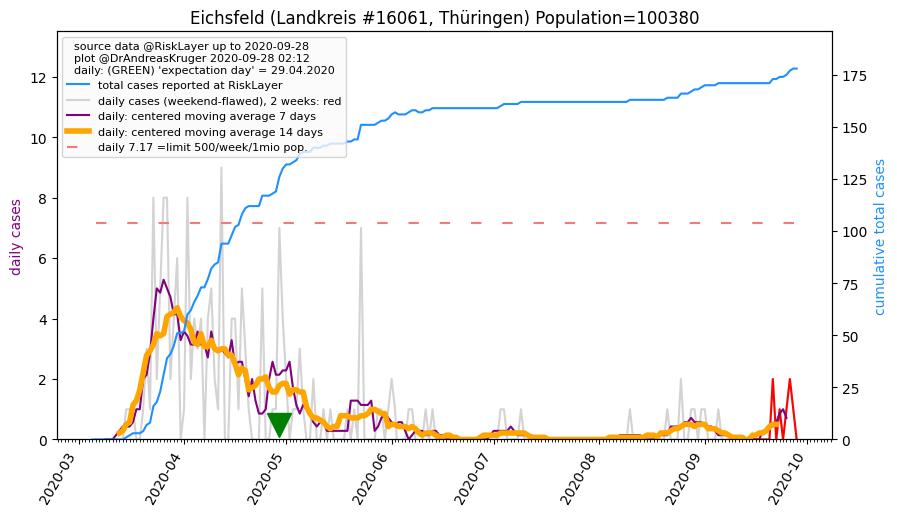 Eichsfeld (Landkreis #16061, Thüringen) Population=100380
source data @RiskLayer up to 2020-09-28
plot @DrAndreasKruger 2020-09-28 02:12
daily: (GREEN) 'expectation day' = 29.04.2020
total cases reported at RiskLayer
daily cases (weekend-flawed), 2 weeks: red
daily: centered moving average 7 days
daily: centered moving average 14 days
daily 7.17 =limit 500/week/1mio pop.
daily cases
12
10
8
6
4
2
0
cumulative total cases
175
150
125
100
75
50
25
0
2020-03
2020-04
2020-05
2020-06
2020-07
2020-08
2020-09
2020-10